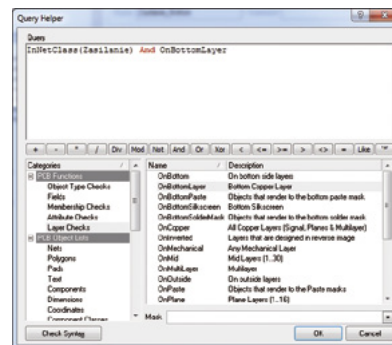 Query Helper
Query
InNetClass(Zasilanie) And OnBottomLayer
+ - * / Div Mod Not And Or Xor < <= >= > <> = Like '*'
Categories / Name / Description
PCB Functions
Object Type Checks
Fields
Membership Checks
Attribute Checks
Layer Checks
PCB Object Lists
Nets
Polygons
Pads
Text
Components
Dimensions
Coordinates
Component Classes
OnBottom On bottom side layers
OnBottomLayer Bottom Copper Layer
OnBottomPaste Objects that render to the bottom paste mask.
OnBottomSilkscreen Bottom Silkscreen
OnBottomSolderMask Objects that render to the bottom solder mask.
OnCopper All Copper Layers (Signal, Planes & Multilayer)
OnInverted Layers that are designed in reverse image
OnMechanical Any Mechanical Layer
OnMid Mid Layers (1..30)
OnMultiLayer Multilayer
OnOutside On outside layers
OnPaste Objects that render to the Paste masks
OnPlane Plane Layers (1..16)
Mask
Check Syntax OK Cancel